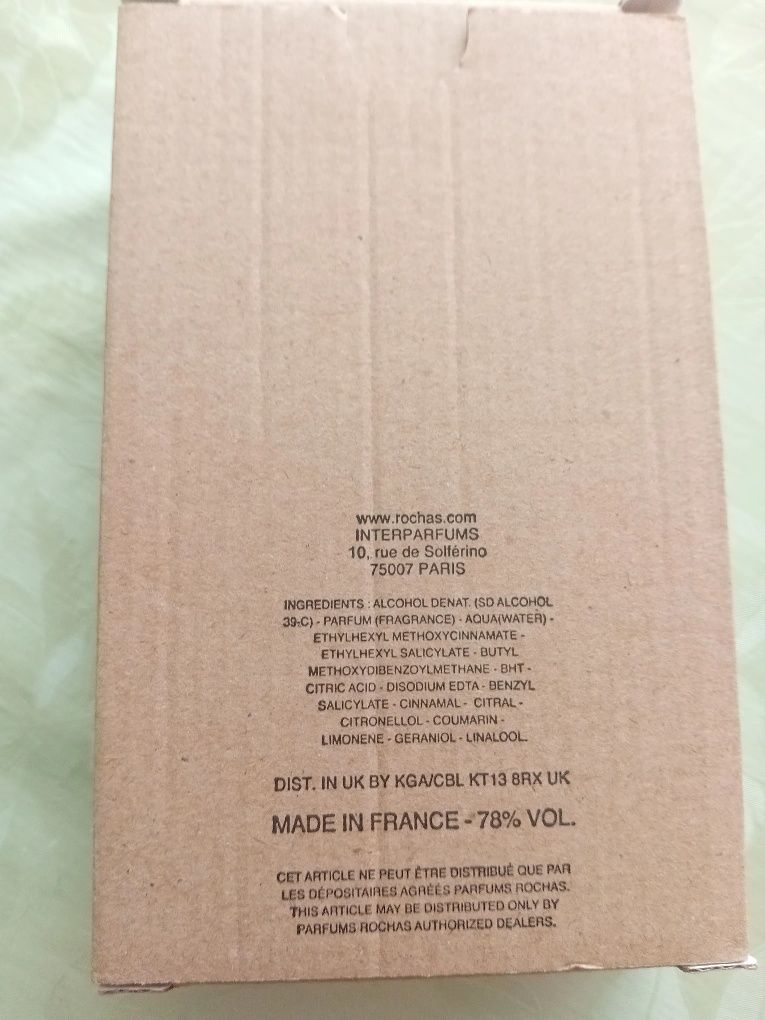 www.rochas.com
INTERPARFUMS
10, rue de Solférino
75007 PARIS
INGREDIENTS : ALCOHOL DENAT. (SD ALCOHOL
39-C) - PARFUM (FRAGRANCE) - AQUA(WATER) -
ETHYLHEXYL METHOXYCINNAMATE -
ETHYLHEXYL SALICYLATE - BUTYL
METHOXYDIBENZOYLMETHANE - BHT -
CITRIC ACID - DISODIUM EDTA - BENZYL
SALICYLATE - CINNAMAL - CITRAL -
CITRONELLOL - COUMARIN -
LIMONENE - GERANIOL - LINALOOL.
DIST. IN UK BY KGA/CBL KT13 8RX UK
MADE IN FRANCE - 78% VOL.
CET ARTICLE NE PEUT ÊTRE DISTRIBUÉ QUE PAR
LES DÉPOSITAIRES AGRÉÉS PARFUMS ROCHAS.
THIS ARTICLE MAY BE DISTRIBUTED ONLY BY
PARFUMS ROCHAS AUTHORIZED DEALERS.